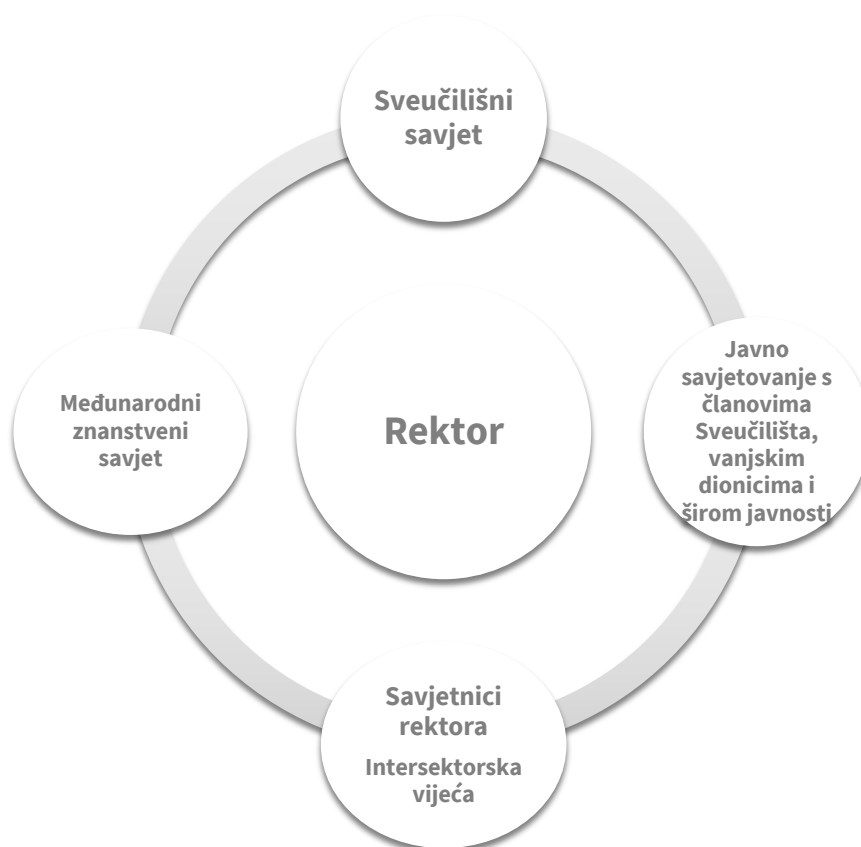 Sveučilišni
savjet
Javno
savjetovanje s
članovima
Sveučilišta,
vanjskim
dionicima i
širom javnosti
Međunarodni
znanstveni
savjet
Rektor
Savjetnici
rektora
Intersektorska
vijeća